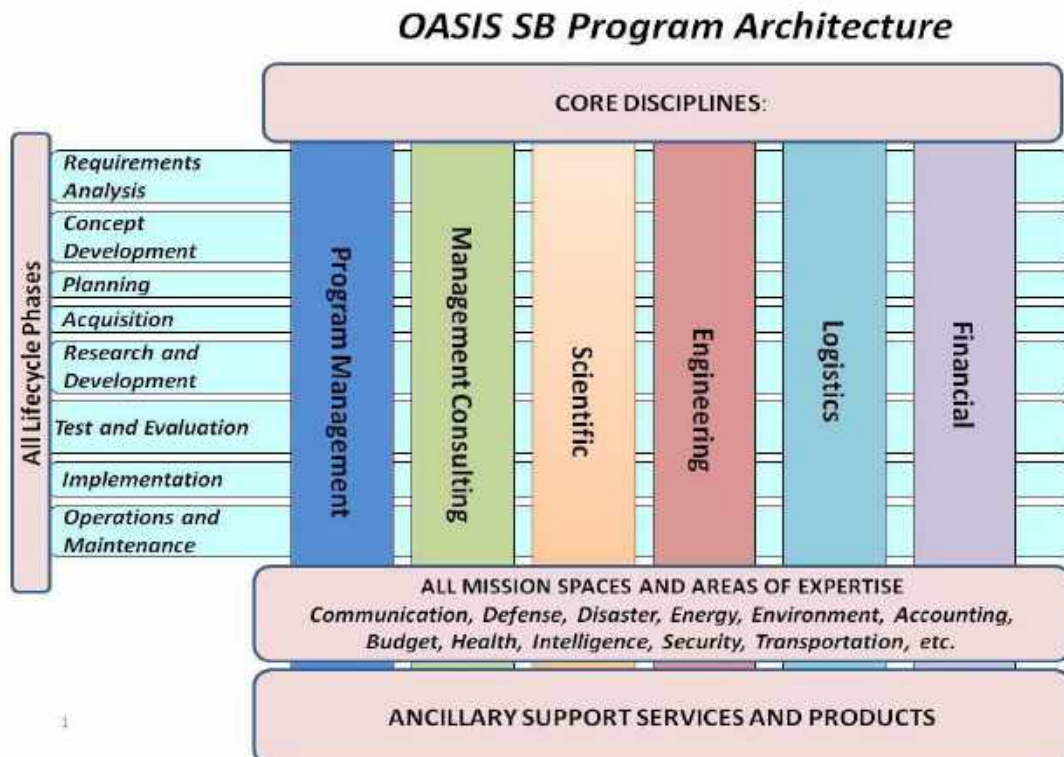 OASIS SB Program Architecture
CORE DISCIPLINES:
All Lifecycle Phases
Requirements
Analysis
Concept
Development
Planning
Acquisition
Research and
Development
Test and Evaluation
Implementation
Operations and
Maintenance
Program Management
Management Consulting
Scientific
Engineering
Logistics
Financial
ALL MISSION SPACES AND AREAS OF EXPERTISE
Communication, Defense, Disaster, Energy, Environment, Accounting,
Budget, Health, Intelligence, Security, Transportation, etc.
ANCILLARY SUPPORT SERVICES AND PRODUCTS
1